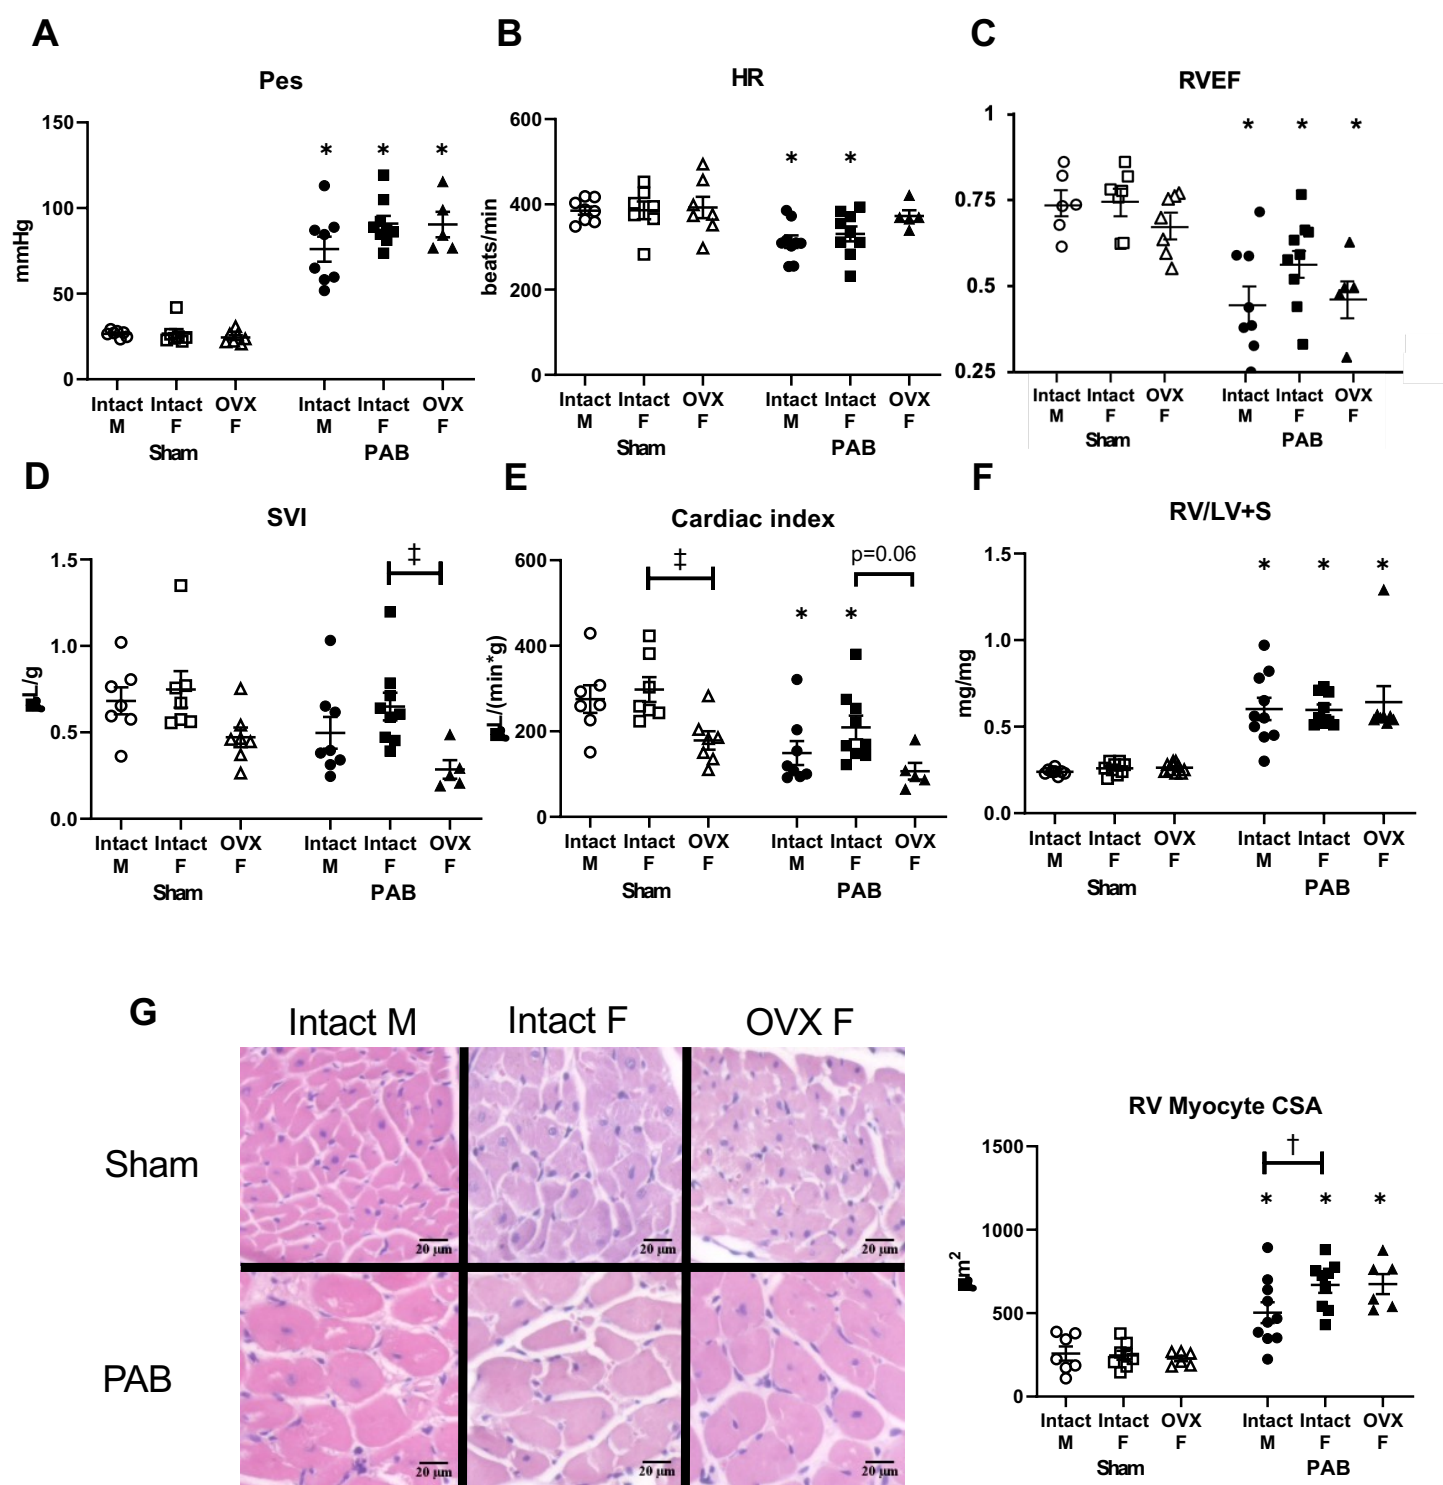 A
B
C
Pes
HR
RVEF
150
100
50
0
mmHg
600
400
200
0
beats/min
1
0.75
0.5
0.25
* * *
* *
* * *
Intact Intact OVX Intact Intact OVX
M F F M F F
Sham PAB
Intact Intact OVX Intact Intact OVX
M F F M F F
Sham PAB
Intact Intact OVX Intact Intact OVX
M F F M F F
Sham PAB
D
E
F
SVI
Cardiac index
RV/LV+S
1.5
1.0
0.5
0.0
L/g
‡
600
400
200
0
L/(min*g)
‡
p=0.06
* *
1.5
1.0
0.5
0.0
mg/mg
* * *
Intact Intact OVX Intact Intact OVX
M F F M F F
Sham PAB
Intact Intact OVX Intact Intact OVX
M F F M F F
Sham PAB
Intact Intact OVX Intact Intact OVX
M F F M F F
Sham PAB
G
Intact M Intact F OVX F
Sham
20 µm 20 µm 20 µm
PAB
20 µm 20 µm 20 µm
RV Myocyte CSA
1500
1000
500
0
m2
†
* * *
Intact Intact OVX Intact Intact OVX
M F F M F F
Sham PAB